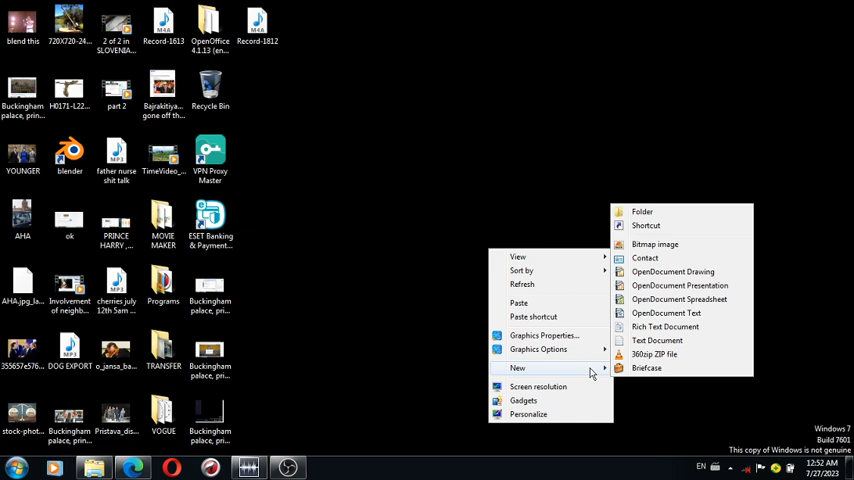 blend this
720X720-24...
2 of 2 in
SLOVENIA...
Record-1613
OpenOffice
4.1.13 (en...
Record-1812
Buckingham
palace, prin...
H0171-L22...
part 2
Bajrakitiya...
gone off th...
Recycle Bin
YOUNGER
blender
father nurse
shit talk
TimeVideo_...
VPN Proxy
Master
AHA
ok
PRINCE
HARRY ,...
MOVIE
MAKER
ESET Banking
& Payment...
AHA.jpg_la...
Involvement
of neighb...
cherries july
12th 5am ...
Programs
Buckingham
palace, pri...
355657e576...
DOG EXPORT
o_jansa_ba...
TRANSFER
Buckingham
palace, pri...
stock-phot...
Buckingham
palace, prin...
Pristava_dis...
VOGUE
Buckingham
palace, pri...
View
Sort by
Refresh
Paste
Paste shortcut
Graphics Properties...
Graphics Options
New
Screen resolution
Gadgets
Personalize
Folder
Shortcut
Bitmap image
Contact
OpenDocument Drawing
OpenDocument Presentation
OpenDocument Spreadsheet
OpenDocument Text
Rich Text Document
Text Document
360zip ZIP file
Briefcase
Windows 7
Build 7601
This copy of Windows is not genuine
EN
12:52 AM
7/27/2023